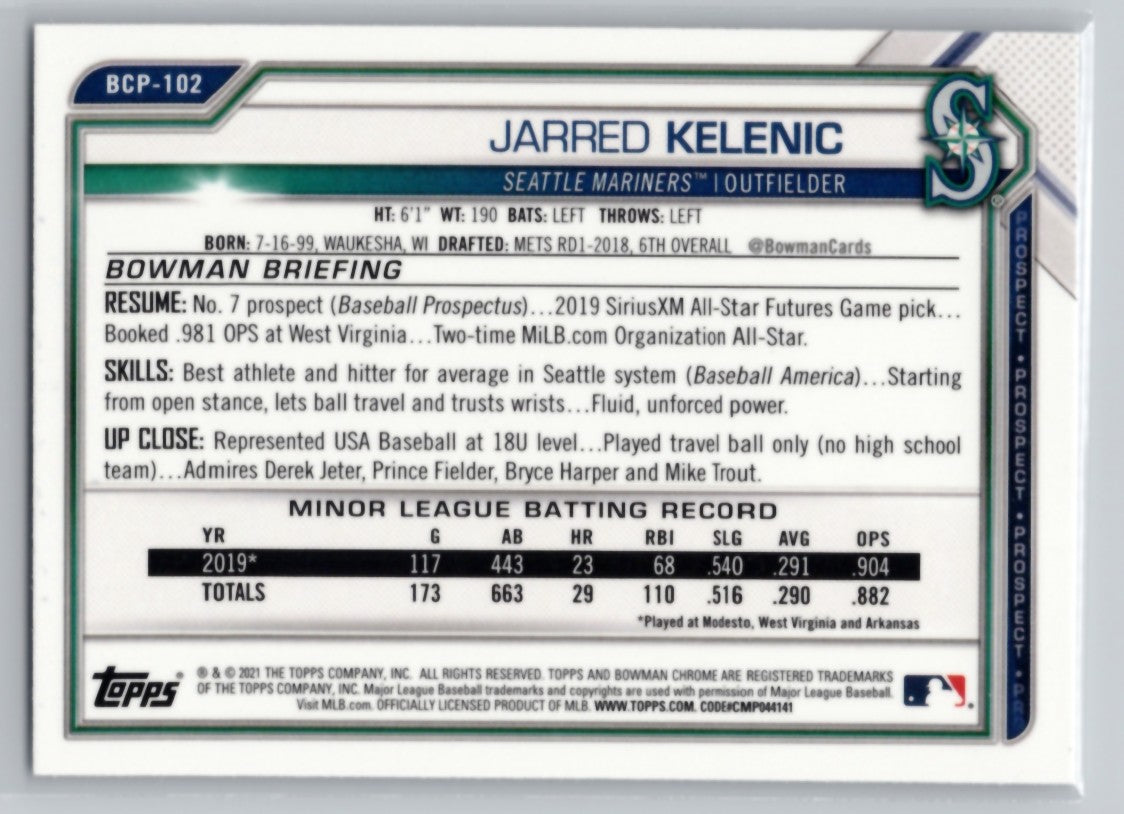 BCP-102
JARRED KELENIC
SEATTLE MARINERS™ | OUTFIELDER
HT: 6'1" WT: 190 BATS: LEFT THROWS: LEFT
BORN: 7-16-99, WAUKESHA, WI DRAFTED: METS RD1-2018, 6TH OVERALL @BowmanCards
BOWMAN BRIEFING
RESUME: No. 7 prospect (Baseball Prospectus)...2019 SiriusXM All-Star Futures Game pick...
Booked .981 OPS at West Virginia...Two-time MiLB.com Organization All-Star.
SKILLS: Best athlete and hitter for average in Seattle system (Baseball America)...Starting
from open stance, lets ball travel and trusts wrists...Fluid, unforced power.
UP CLOSE: Represented USA Baseball at 18U level...Played travel ball only (no high school
team)...Admires Derek Jeter, Prince Fielder, Bryce Harper and Mike Trout.
MINOR LEAGUE BATTING RECORD
YR G AB HR RBI SLG AVG OPS
2019* 117 443 23 68 .540 .291 .904
TOTALS 173 663 29 110 .516 .290 .882
*Played at Modesto, West Virginia and Arkansas
Topps® ® & © 2021 THE TOPPS COMPANY, INC. ALL RIGHTS RESERVED. TOPPS AND BOWMAN CHROME ARE REGISTERED TRADEMARKS
OF THE TOPPS COMPANY, INC. Major League Baseball trademarks and copyrights are used with permission of Major League Baseball.
Visit MLB.com. OFFICIALLY LICENSED PRODUCT OF MLB. WWW.TOPPS.COM. CODE#CMP044141
PROSPECT • PROSPECT • PROSPECT • PR
S®